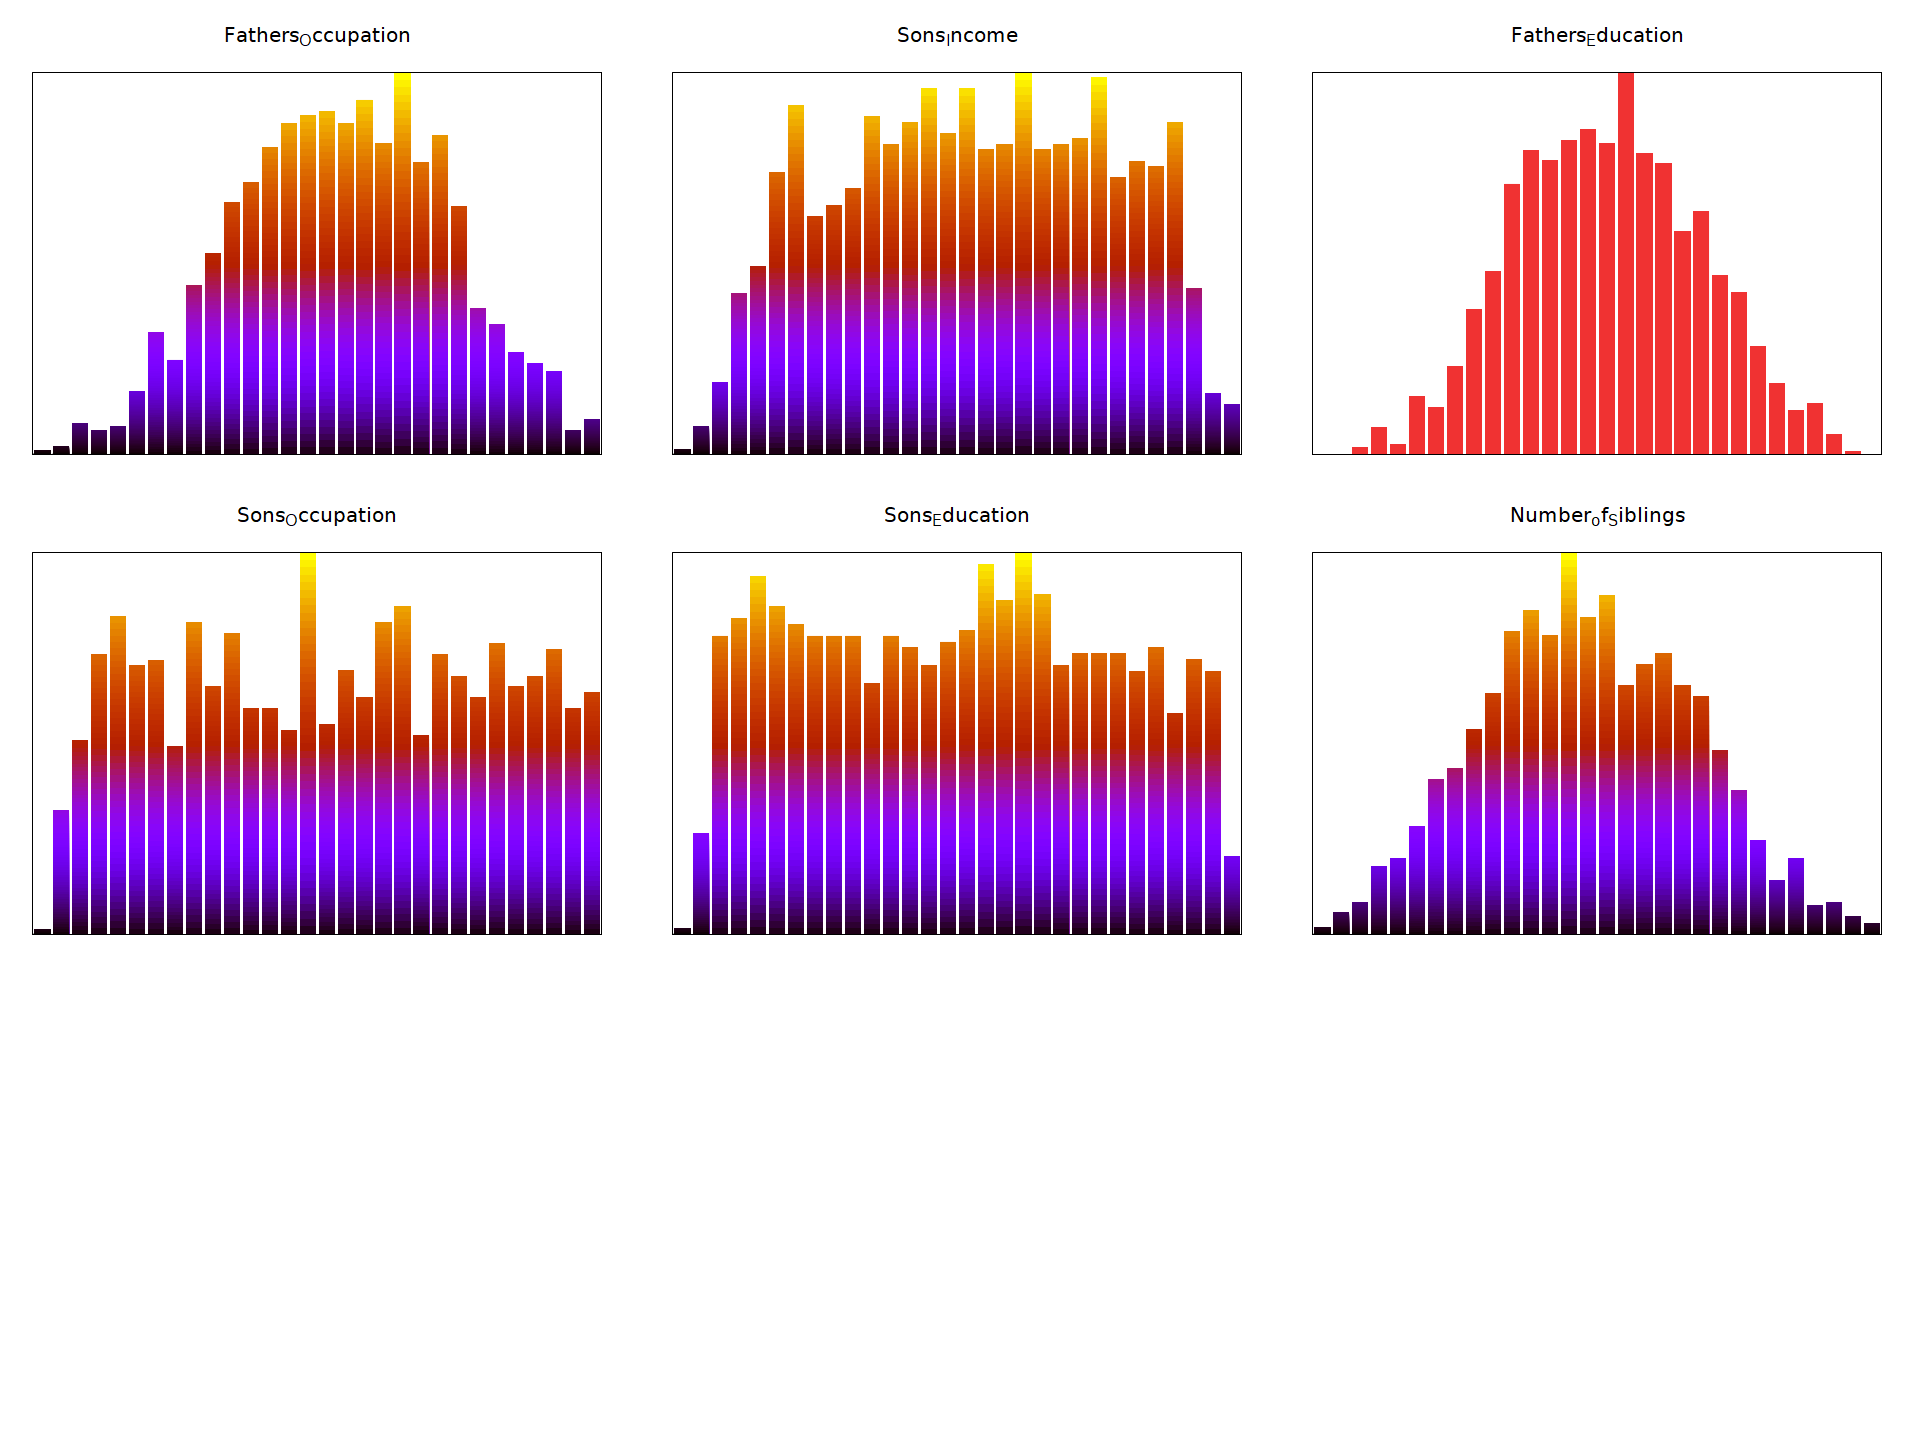 Fathers_Occupation
Sons_Income
Fathers_Education
Sons_Occupation
Sons_Education
Number_of_Siblings